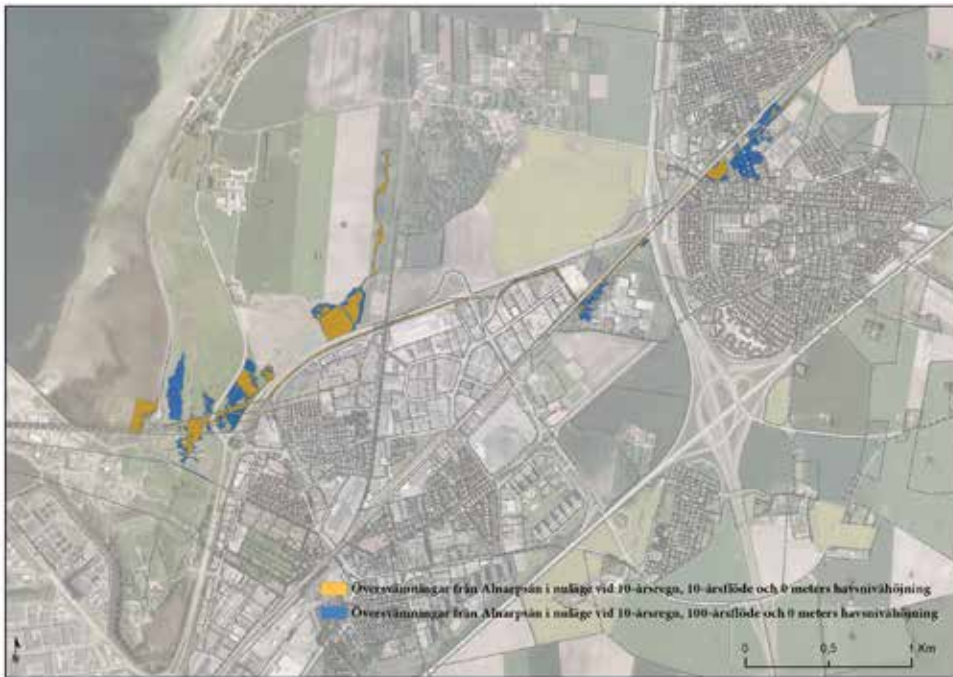 Översvämningar från Alnarpsån i nuläge vid 10-årsregn, 10-årsflöde och 0 meters havsnivåhöjning
Översvämningar från Alnarpsån i nuläge vid 10-årsregn, 100-årsflöde och 0 meters havsnivåhöjning
0 0,5 1 Km